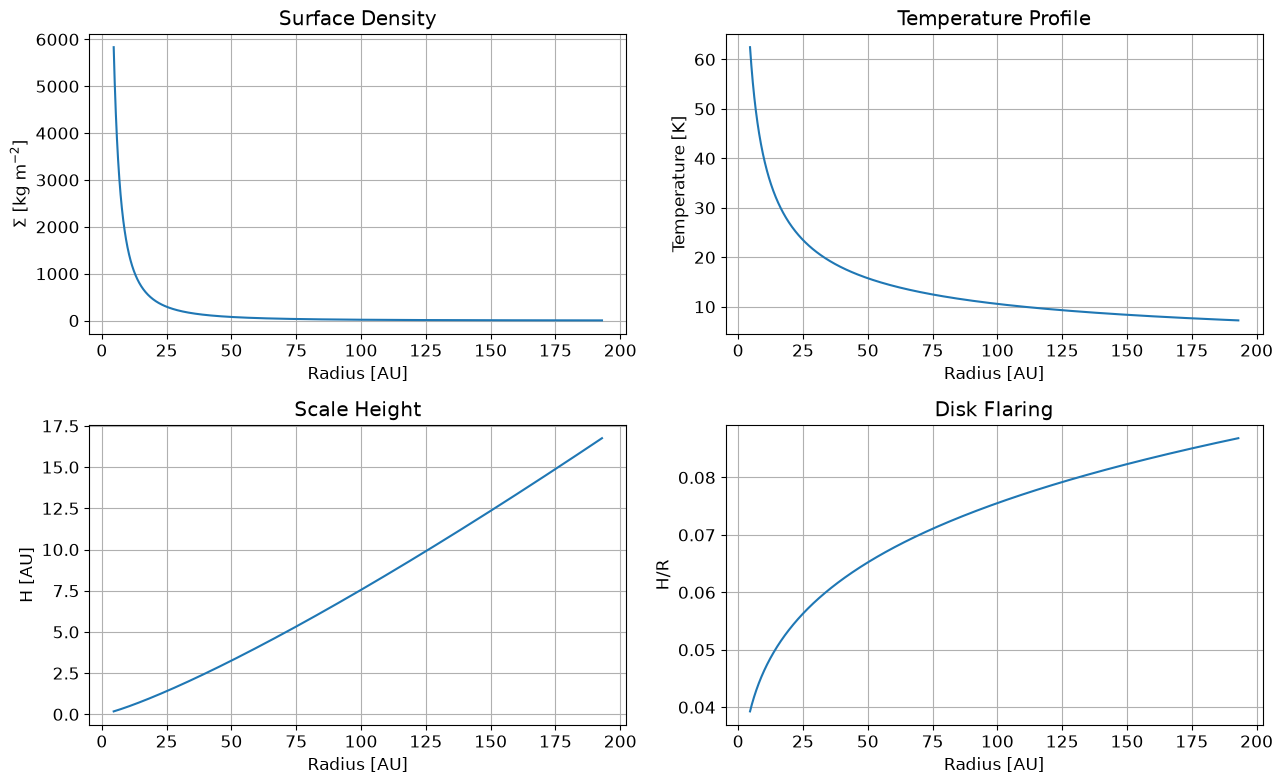 Surface Density
Σ [kg m⁻²]
6000
5000
4000
3000
2000
1000
0
0 25 50 75 100 125 150 175 200
Radius [AU]
Temperature Profile
Temperature [K]
60
50
40
30
20
10
0 25 50 75 100 125 150 175 200
Radius [AU]
Scale Height
H [AU]
17.5
15.0
12.5
10.0
7.5
5.0
2.5
0.0
0 25 50 75 100 125 150 175 200
Radius [AU]
Disk Flaring
H/R
0.08
0.07
0.06
0.05
0.04
0 25 50 75 100 125 150 175 200
Radius [AU]